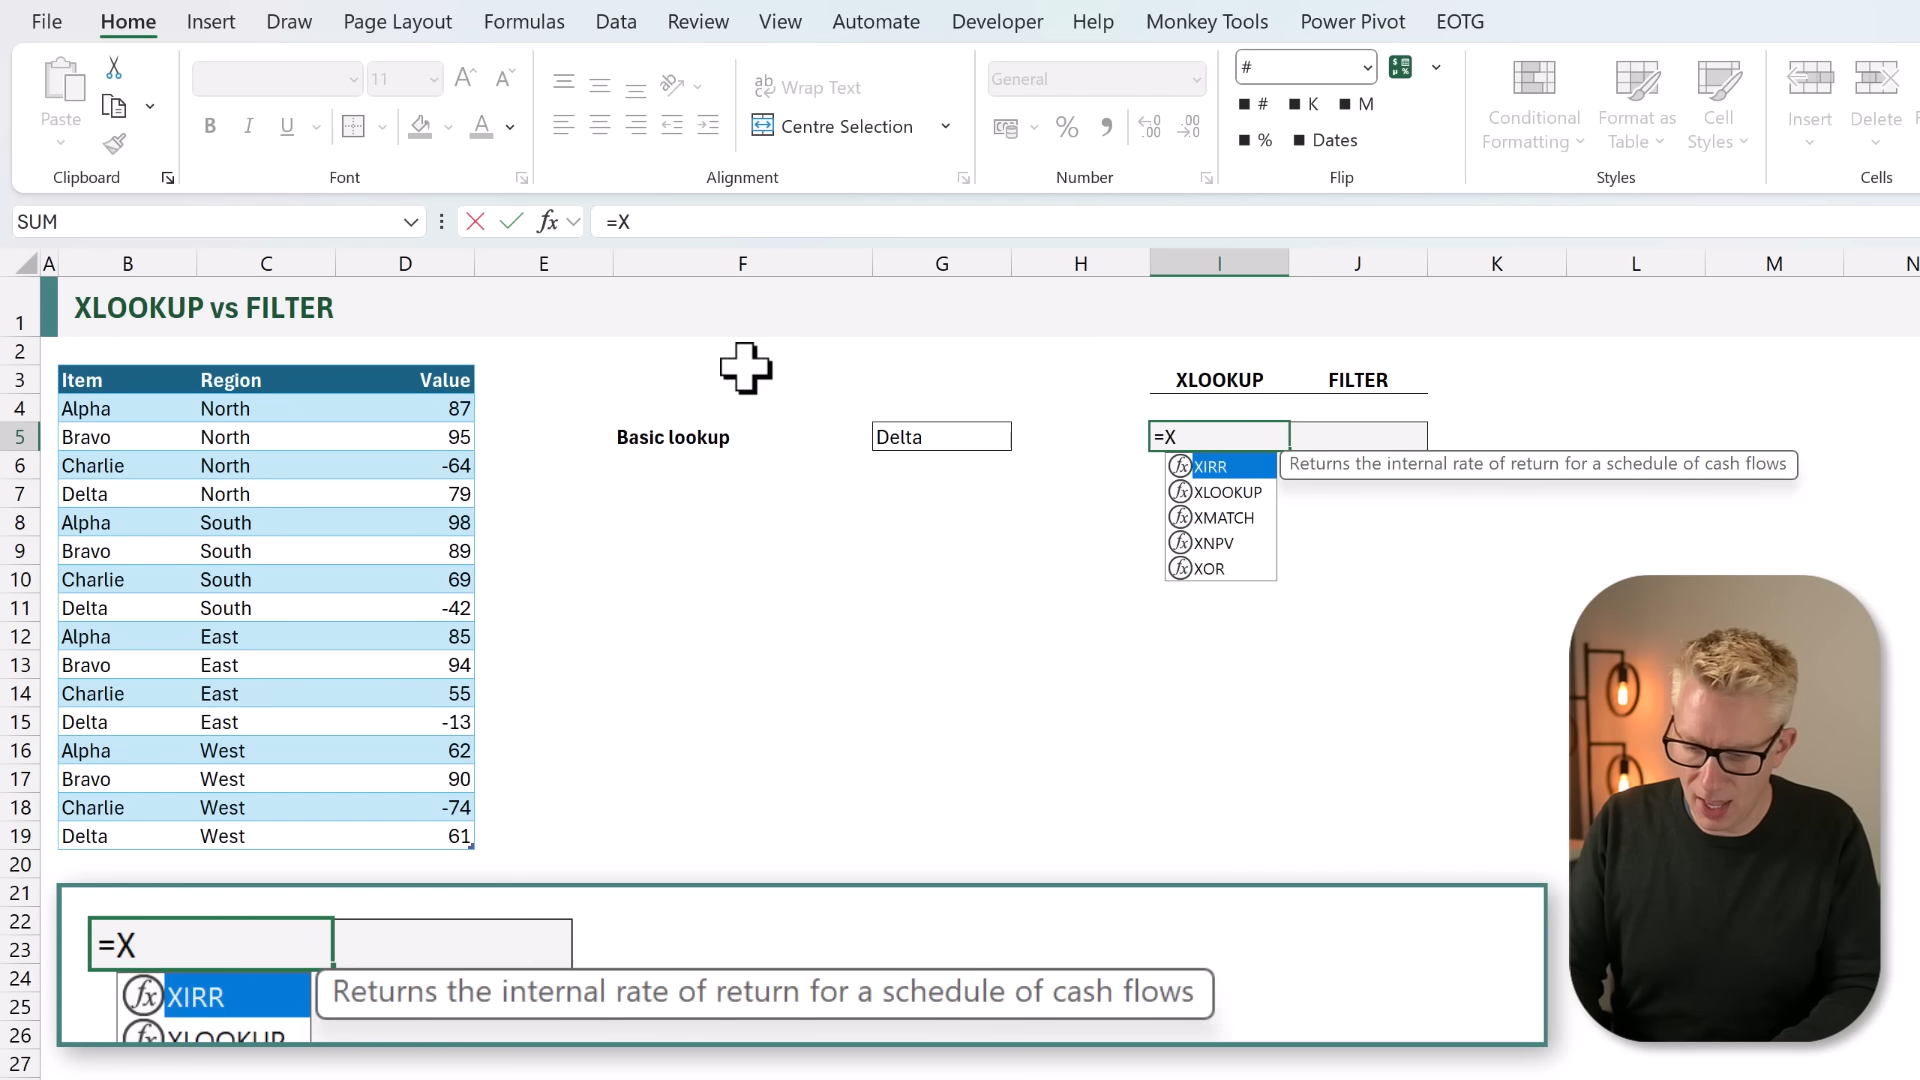 File Home Insert Draw Page Layout Formulas Data Review View Automate Developer Help Monkey Tools Power Pivot EOTG
Paste
Clipboard
11
B I U
Font
Wrap Text
Centre Selection
Alignment
General
Number
#
# K M
% Dates
Flip
Conditional Formatting
Format as Table
Cell Styles
Styles
Insert Delete
Cells
SUM fx =X
A B C D E F G H I J K L M N
1 XLOOKUP vs FILTER
2
3 Item Region Value XLOOKUP FILTER
4 Alpha North 87
5 Bravo North 95 Basic lookup Delta =X
6 Charlie North -64
7 Delta North 79
8 Alpha South 98
9 Bravo South 89
10 Charlie South 69
11 Delta South -42
12 Alpha East 85
13 Bravo East 94
14 Charlie East 55
15 Delta East -13
16 Alpha West 62
17 Bravo West 90
18 Charlie West -74
19 Delta West 61
20
21
22
23
24
25
26
27
XIRR Returns the internal rate of return for a schedule of cash flows
XLOOKUP
XMATCH
XNPV
XOR
=X
XIRR Returns the internal rate of return for a schedule of cash flows
XLOOKUP